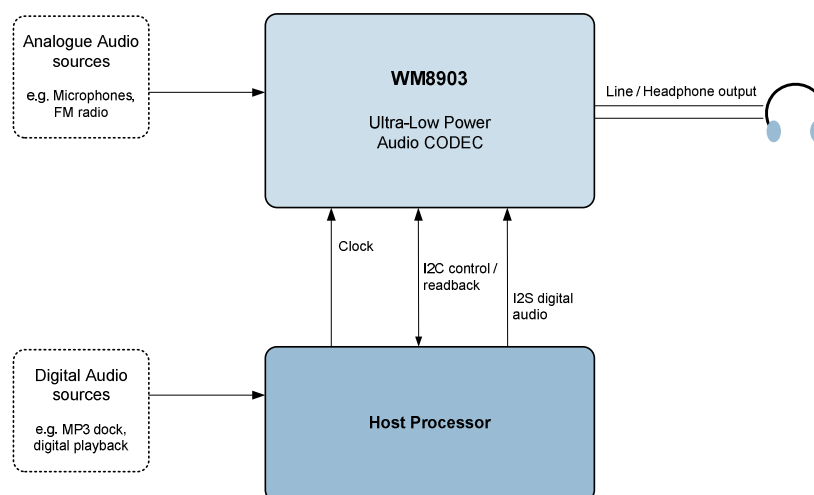 Analogue Audio
sources
e.g. Microphones,
FM radio
WM8903
Ultra-Low Power
Audio CODEC
Line / Headphone output
Clock
I2C control /
readback
I2S digital
audio
Digital Audio
sources
e.g. MP3 dock,
digital playback
Host Processor